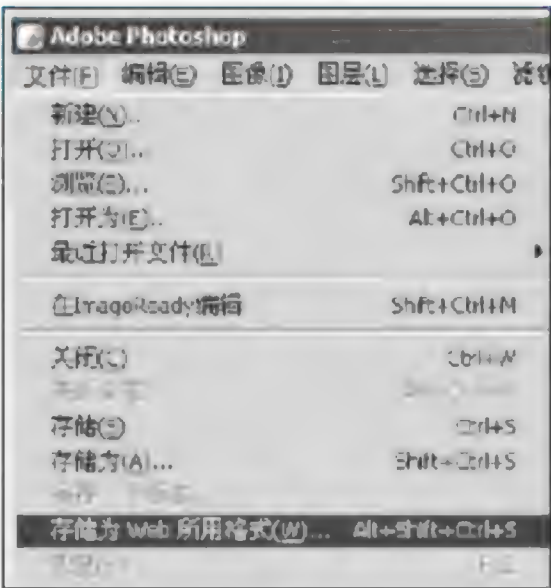 Adobe Photoshop
文件(F) 编辑(E) 图像(I) 图层(L) 选择(S)
新建(N)... Ctrl+N
打开(O)... Ctrl+O
浏览(B)... Shift+Ctrl+O
打开为(E)... Alt+Ctrl+O
最近打开文件(R)
在ImageReady编辑 Shift+Ctrl+M
关闭(C) Ctrl+W
存储(S) Ctrl+S
存储为(A)... Shift+Ctrl+S
存储为 Web 所用格式(W)... Alt+Shift+Ctrl+S